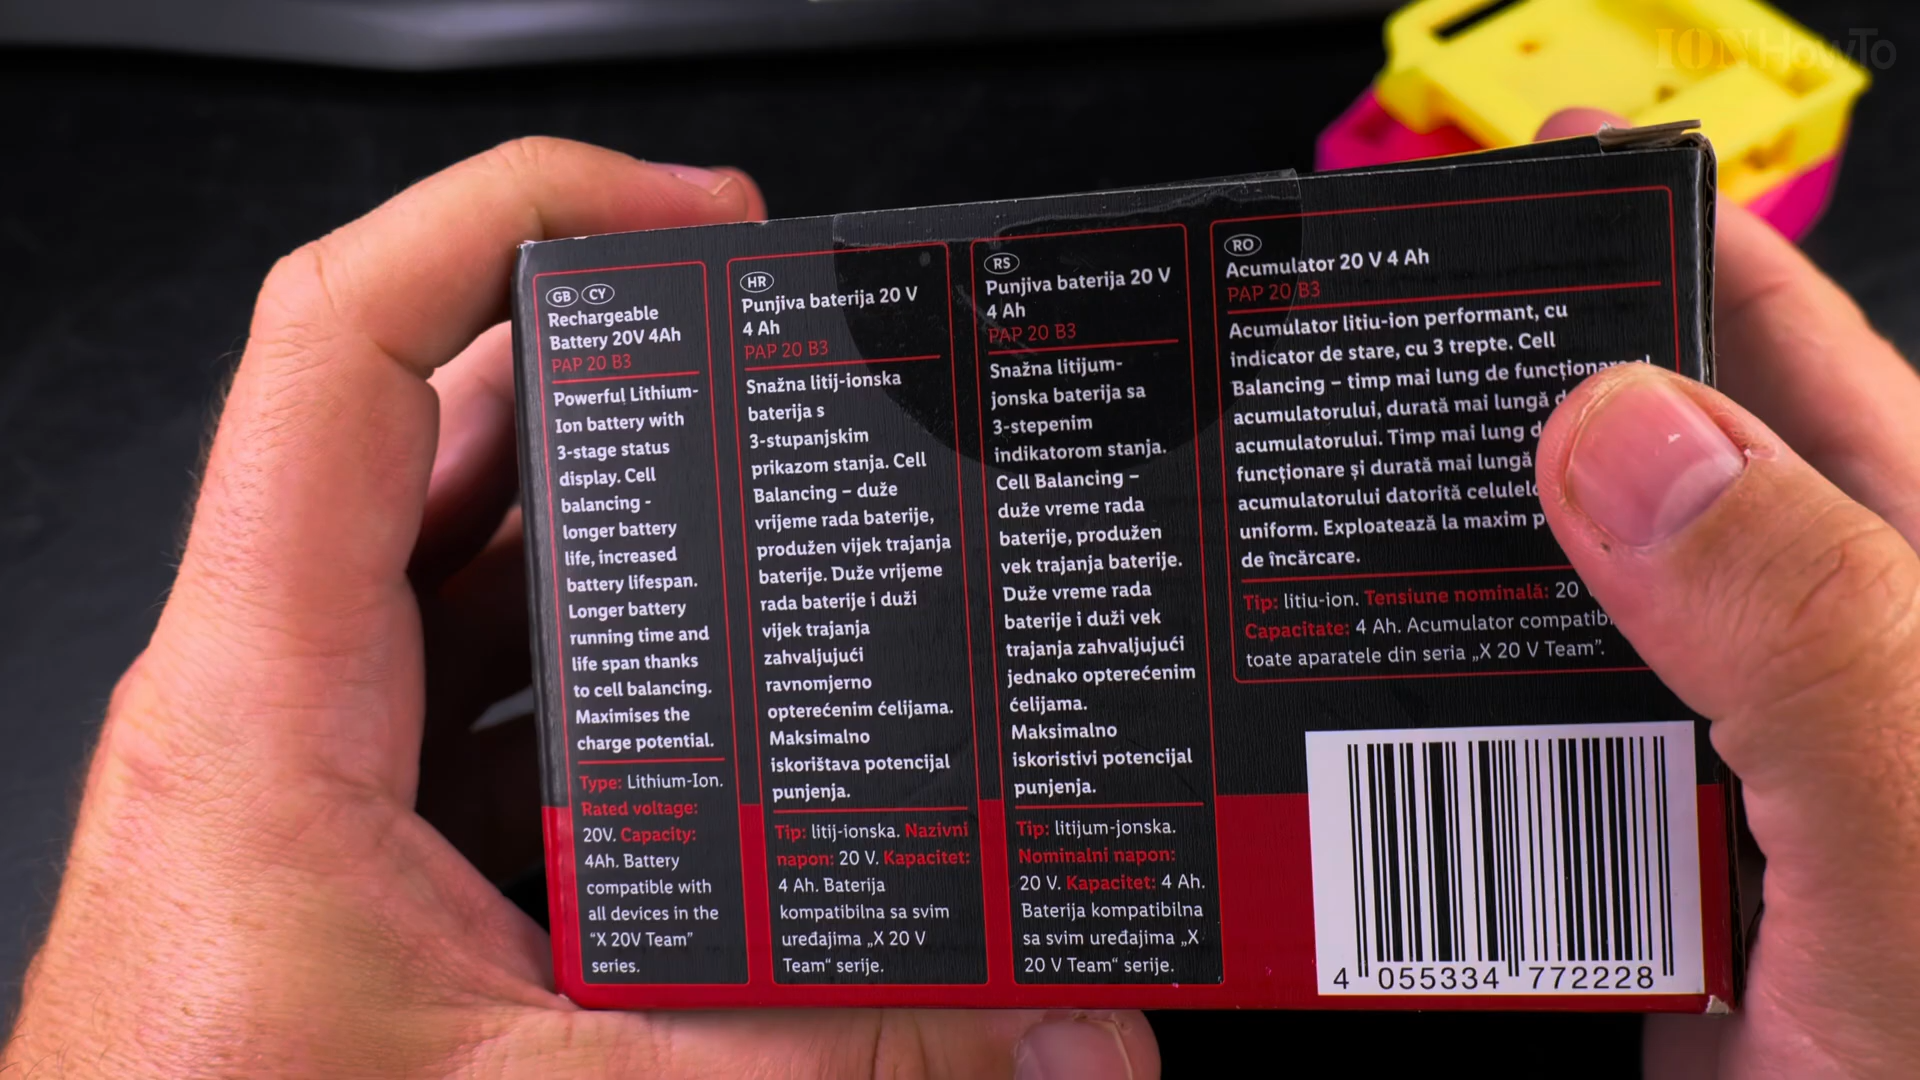 ION HowTo
GB CY
Rechargeable
Battery 20V 4Ah
PAP 20 B3
Powerful Lithium-
Ion battery with
3-stage status
display. Cell
balancing -
longer battery
life, increased
battery lifespan.
Longer battery
running time and
life span thanks
to cell balancing.
Maximises the
charge potential.
Type: Lithium-Ion.
Rated voltage:
20V. Capacity:
4Ah. Battery
compatible with
all devices in the
“X 20V Team”
series.
HR
Punjiva baterija 20 V
4 Ah
PAP 20 B3
Snažna litij-ionska
baterija s
3-stupanjskim
prikazom stanja. Cell
Balancing – duže
vrijeme rada baterije,
produžen vijek trajanja
baterije. Duže vrijeme
rada baterije i duži
vijek trajanja
zahvaljujući
ravnomjerno
opterećenim ćelijama.
Maksimalno
iskorištava potencijal
punjenja.
Tip: litij-ionska. Nazivni
napon: 20 V. Kapacitet:
4 Ah. Baterija
kompatibilna sa svim
uređajima „X 20 V
Team“ serije.
RS
Punjiva baterija 20 V
4 Ah
PAP 20 B3
Snažna litijum-
jonska baterija sa
3-stepenim
indikatorom stanja.
Cell Balancing –
duže vreme rada
baterije, produžen
vek trajanja baterije.
Duže vreme rada
baterije i duži vek
trajanja zahvaljujući
jednako opterećenim
ćelijama.
Maksimalno
iskoristivi potencijal
punjenja.
Tip: litijum-jonska.
Nominalni napon:
20 V. Kapacitet: 4 Ah.
Baterija kompatibilna
sa svim uređajima „X
20 V Team“ serije.
RO
Acumulator 20 V 4 Ah
PAP 20 B3
Acumulator litiu-ion performant, cu
indicator de stare, cu 3 trepte. Cell
Balancing – timp mai lung de
acumulatorului, durată mai lungă
acumulatorului. Timp mai lung
funcționare și durată mai lungă
acumulatorului datorită
uniform. Exploatează la maxim
de încărcare.
Tip: litiu-ion. Tensiune nominală: 20
Capacitate: 4 Ah. Acumulator
toate aparatele din seria „X 20 V Team”.
4 055334 772228